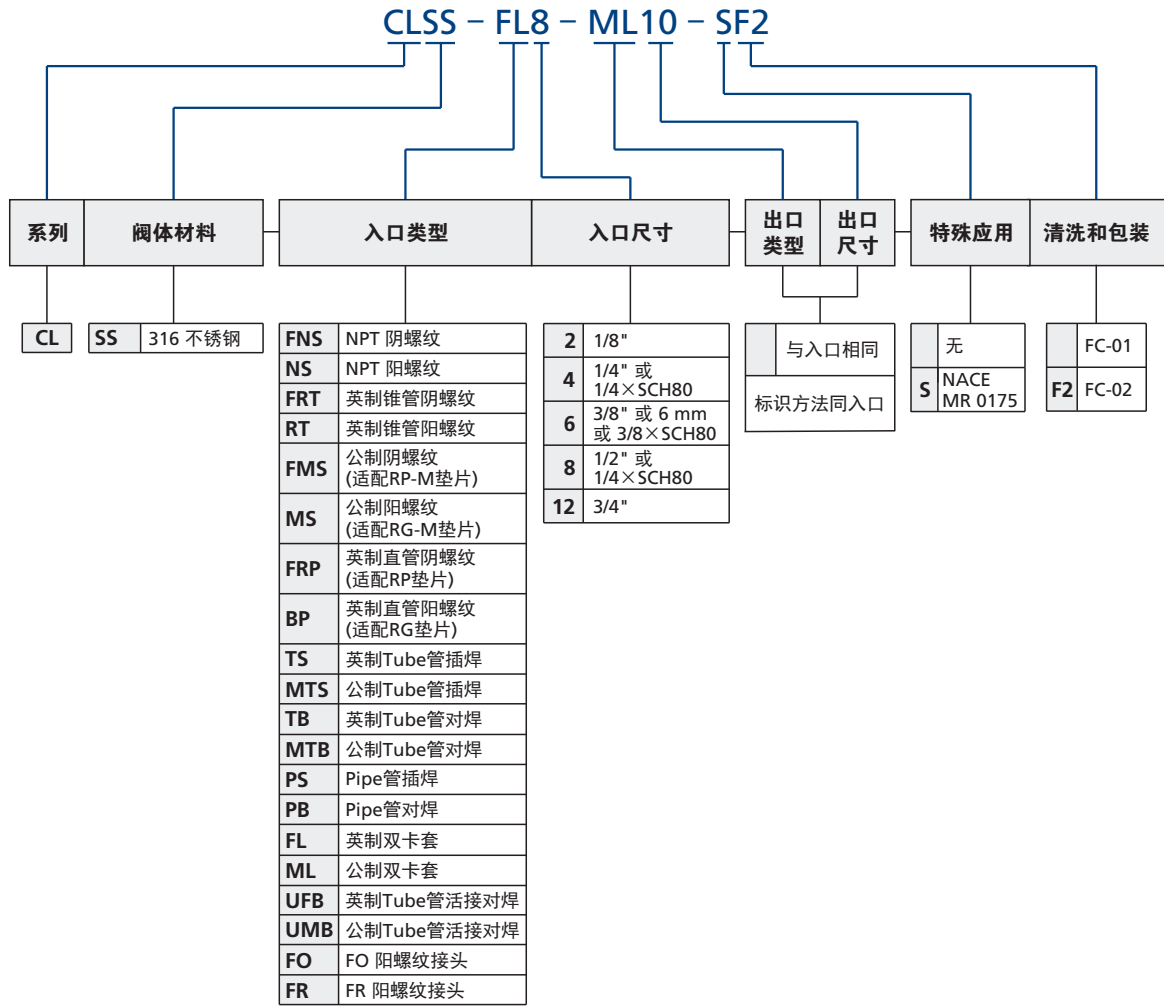 CLSS – FL8 – ML10 – SF2
系列
阀体材料
入口类型
入口尺寸
出口
类型
出口
尺寸
特殊应用
清洗和包装
CL
SS 316 不锈钢
FNS NPT 阴螺纹
NS NPT 阳螺纹
FRT 英制锥管阴螺纹
RT 英制锥管阳螺纹
FMS 公制阴螺纹
(适配RP-M垫片)
MS 公制阳螺纹
(适配RG-M垫片)
FRP 英制直管阴螺纹
(适配RP垫片)
BP 英制直管阳螺纹
(适配RG垫片)
TS 英制Tube管插焊
MTS 公制Tube管插焊
TB 英制Tube管对焊
MTB 公制Tube管对焊
PS Pipe管插焊
PB Pipe管对焊
FL 英制双卡套
ML 公制双卡套
UFB 英制Tube管活接对焊
UMB 公制Tube管活接对焊
FO FO 阳螺纹接头
FR FR 阳螺纹接头
2 1/8"
4 1/4" 或
1/4×SCH80
6 3/8" 或 6 mm
或 3/8×SCH80
8 1/2" 或
1/4×SCH80
12 3/4"
与入口相同
标识方法同入口
无
S NACE
MR 0175
FC-01
F2 FC-02